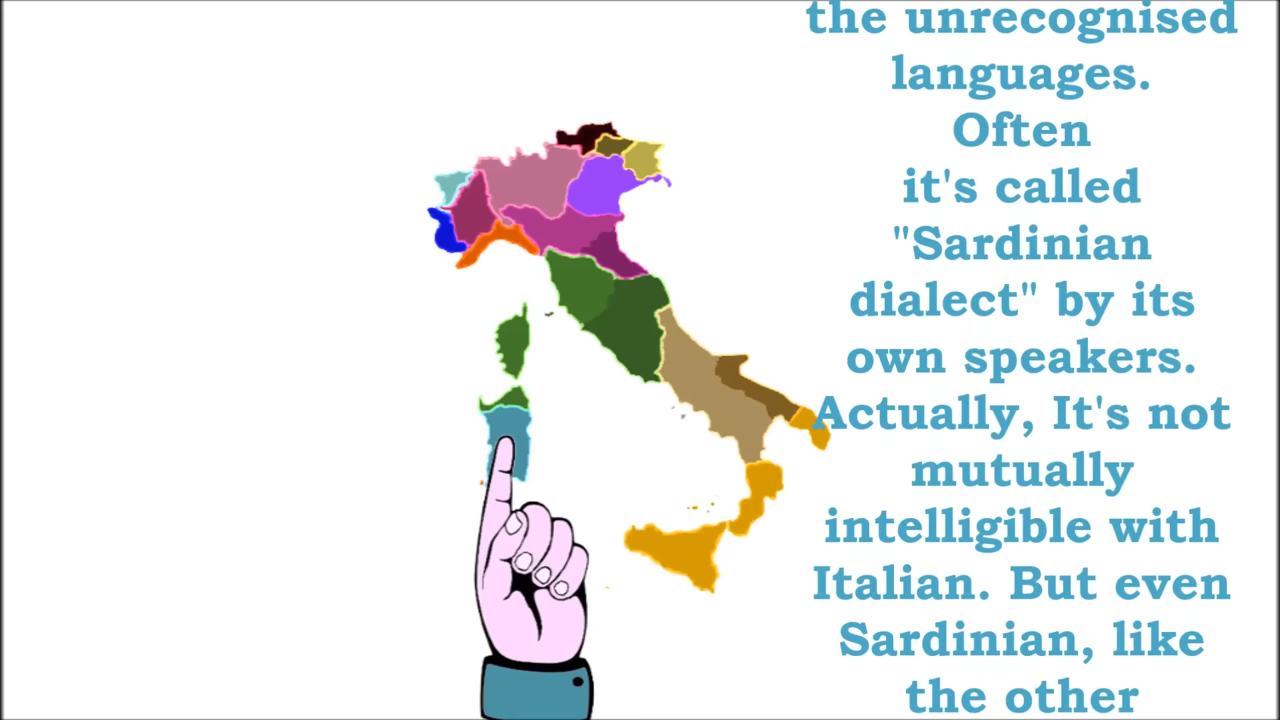 the unrecognised
languages.
Often
it's called
"Sardinian
dialect" by its
own speakers.
Actually, It's not
mutually
intelligible with
Italian. But even
Sardinian, like
the other